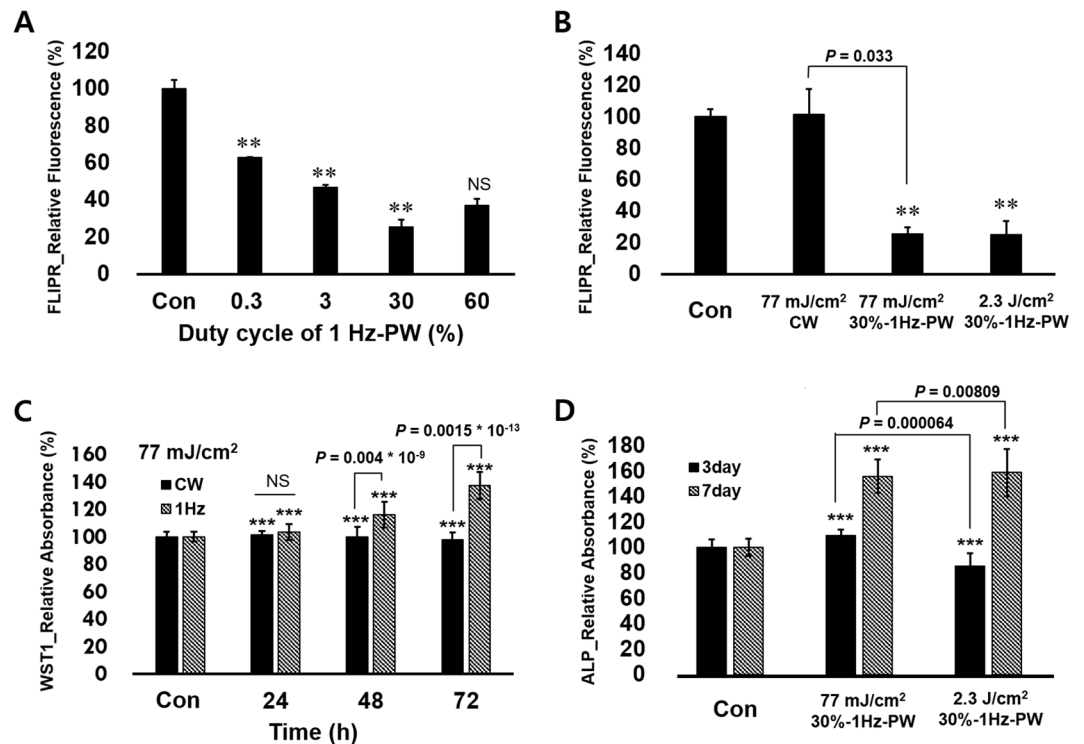 A
FLIPR_Relative Fluorescence (%)
120
100
80
60
40
20
0
**
**
**
NS
Con
0.3
3
30
60
Duty cycle of 1 Hz-PW (%)
B
FLIPR_Relative Fluorescence (%)
140
120
100
80
60
40
20
0
P = 0.033
**
**
Con
77 mJ/cm²
CW
77 mJ/cm²
30%-1Hz-PW
2.3 J/cm²
30%-1Hz-PW
C
WST1_Relative Absorbance (%)
160
140
120
100
80
60
40
20
0
77 mJ/cm²
CW
1Hz
NS
P = 0.004 * 10⁻⁹
P = 0.0015 * 10⁻¹³
***
***
***
***
***
***
Con
24
48
72
Time (h)
D
ALP_Relative Absorbance (%)
180
160
140
120
100
80
60
40
20
0
3day
7day
P = 0.00809
P = 0.000064
***
***
***
***
Con
77 mJ/cm²
30%-1Hz-PW
2.3 J/cm²
30%-1Hz-PW